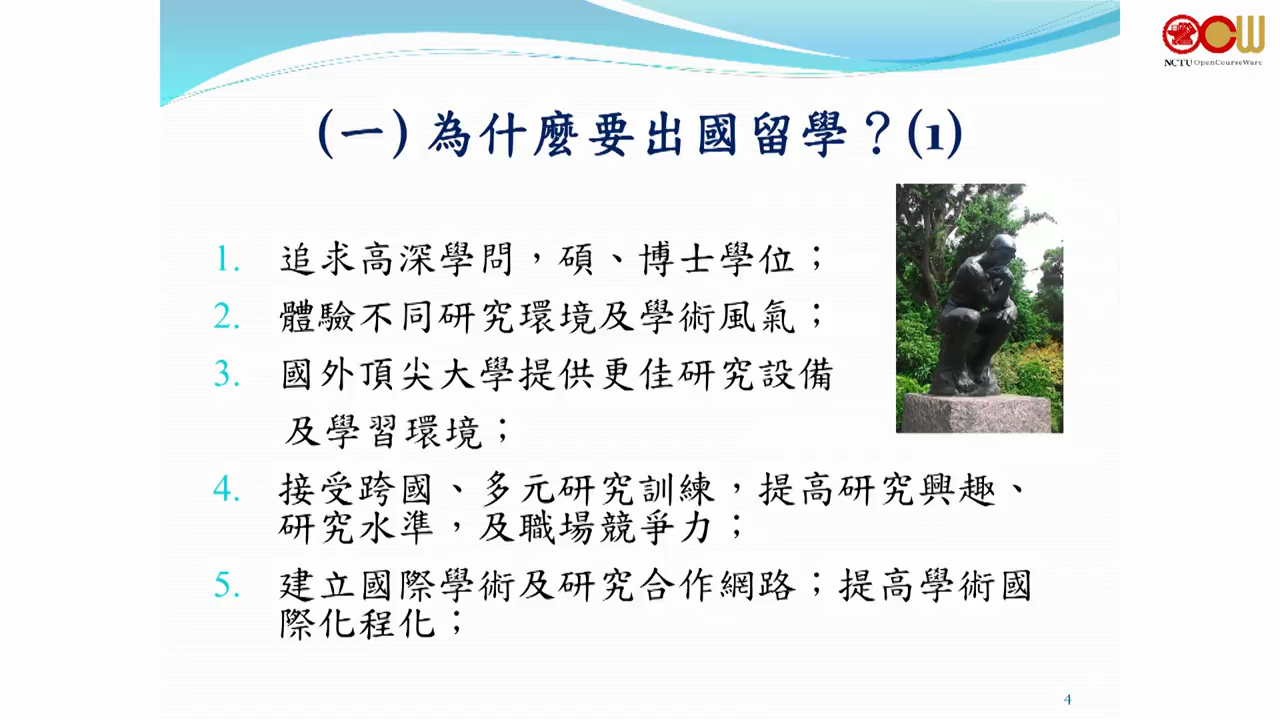 OCW
NCTU OpenCourseWare
(一) 為什麼要出國留學？(1)
1. 追求高深學問，碩、博士學位；
2. 體驗不同研究環境及學術風氣；
3. 國外頂尖大學提供更佳研究設備
及學習環境；
4. 接受跨國、多元研究訓練，提高研究興趣、
研究水準，及職場競爭力；
5. 建立國際學術及研究合作網路；提高學術國
際化程化；
4